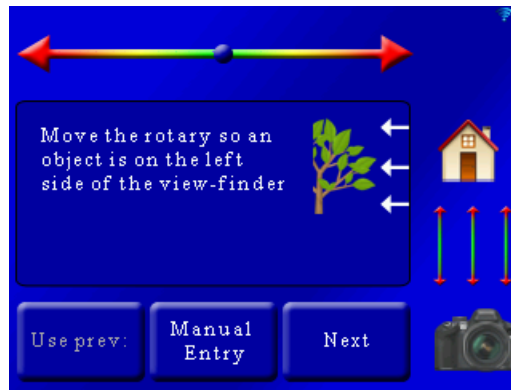 Move the rotary so an
object is on the left
side of the view-finder
Use prev:
Manual
Entry
Next